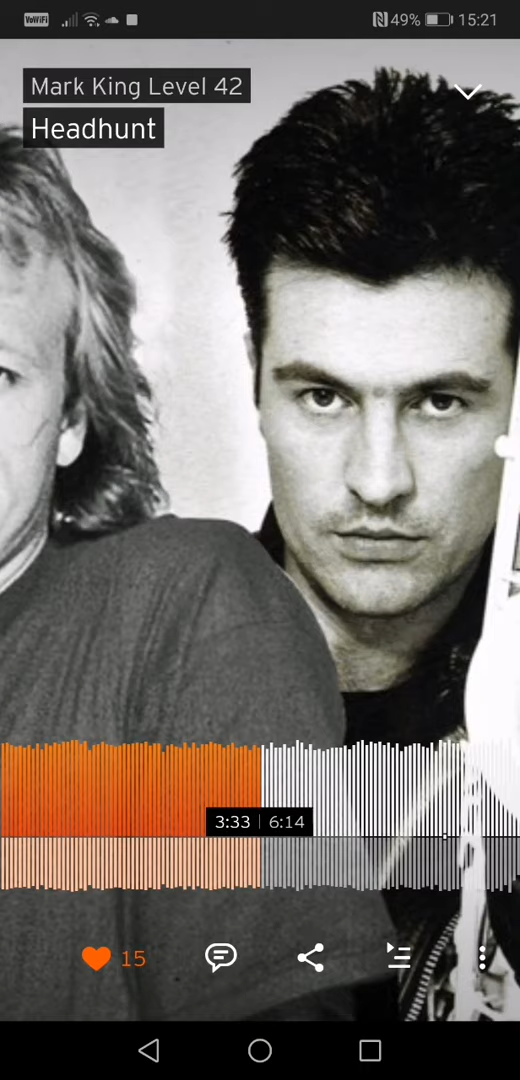 VoWiFi 49% 15:21
Mark King Level 42
Headhunt
3:33 | 6:14
15